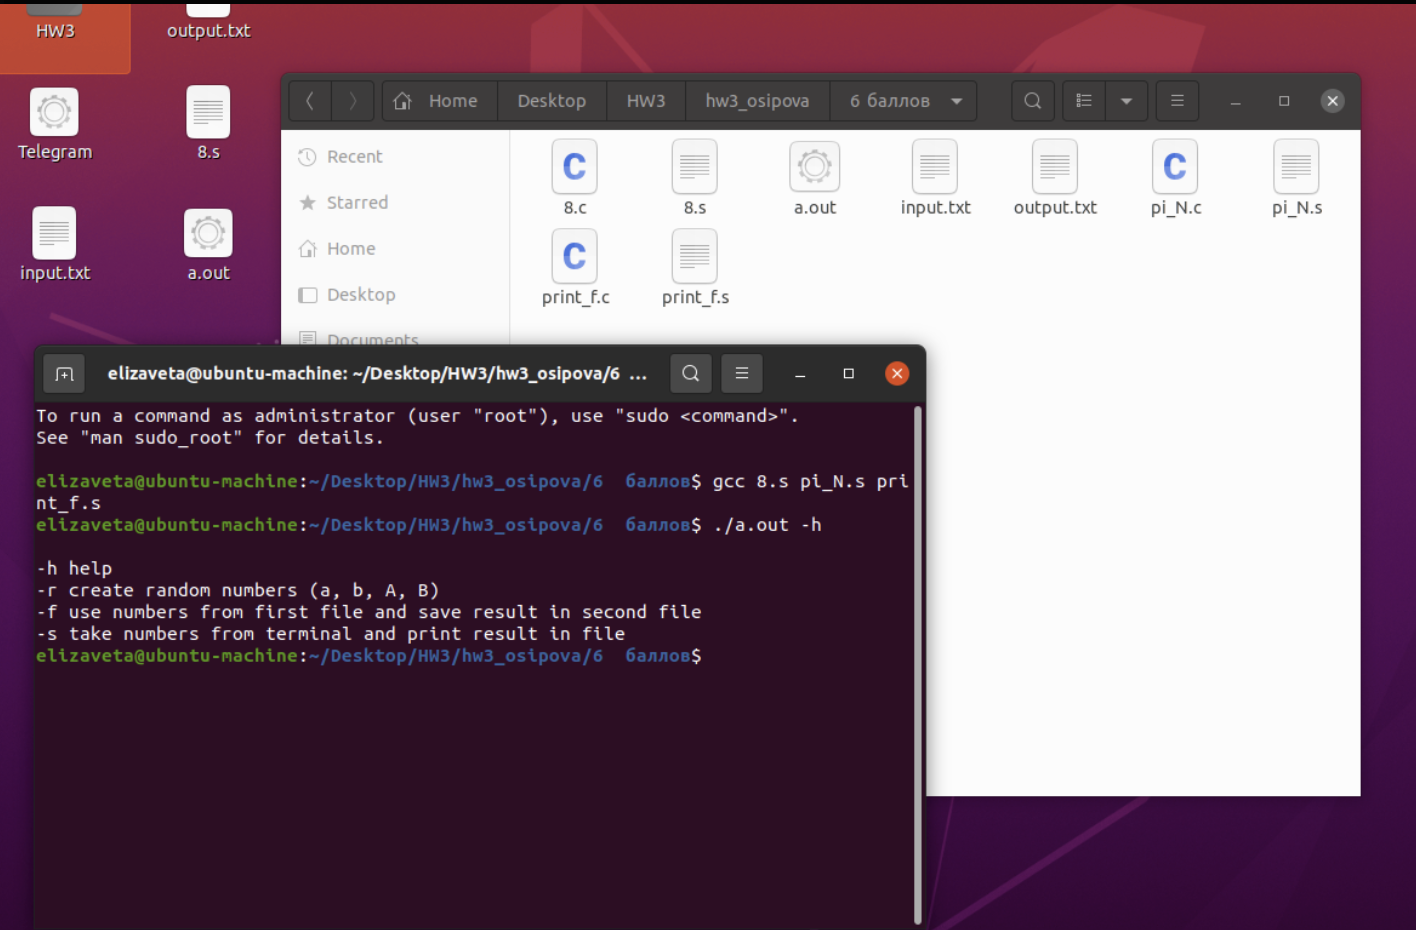 HW3
output.txt
Telegram
8.s
input.txt
a.out
Home Desktop HW3 hw3_osipova 6 баллов
Recent
Starred
Home
Desktop
Documents
8.c
8.s
a.out
input.txt
output.txt
pi_N.c
pi_N.s
print_f.c
print_f.s
elizaveta@ubuntu-machine: ~/Desktop/HW3/hw3_osipova/6 ...
To run a command as administrator (user "root"), use "sudo <command>".
See "man sudo_root" for details.
elizaveta@ubuntu-machine:~/Desktop/HW3/hw3_osipova/6  баллов$ gcc 8.s pi_N.s pri
nt_f.s
elizaveta@ubuntu-machine:~/Desktop/HW3/hw3_osipova/6  баллов$ ./a.out -h
-h help
-r create random numbers (a, b, A, B)
-f use numbers from first file and save result in second file
-s take numbers from terminal and print result in file
elizaveta@ubuntu-machine:~/Desktop/HW3/hw3_osipova/6  баллов$